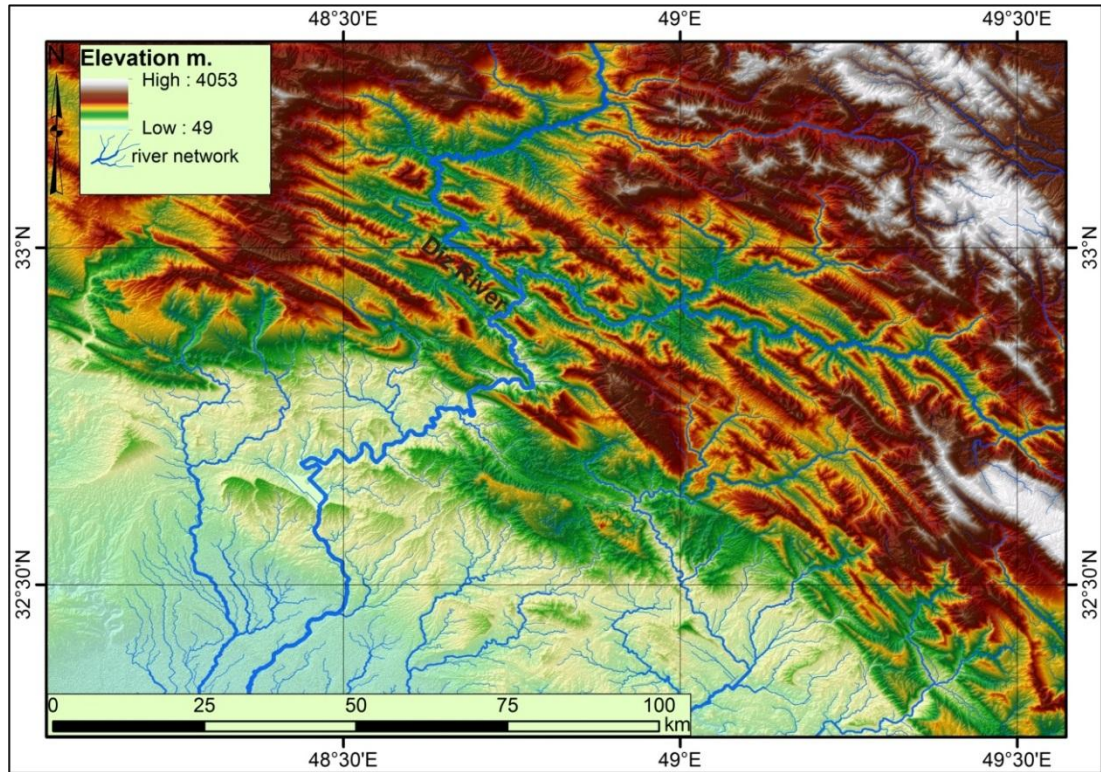 48°30'E
49°E
49°30'E
N
Elevation m.
High : 4053
Low : 49
river network
33°N
33°N
Diz River
32°30'N
32°30'N
0
25
50
75
100
km
48°30'E
49°E
49°30'E